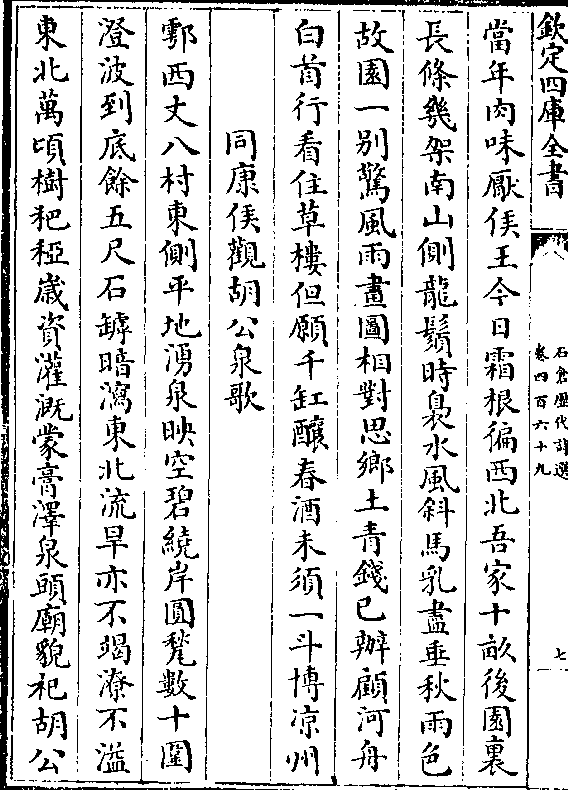 欽定四庫全書
石倉歷代詩選
卷四百六十九
七
當年肉味厭侯王今日霜根徧西北吾家十畝後園裏
長條幾架南山側龍鬚時裊水風斜馬乳盡垂秋雨色
故園一别驚風雨畫圖相對思鄉土青錢已辦顧河舟
白首行看住草樓但願千缸釀春酒未須一斗博凉州
同康侯觀胡公泉歌
鄠西丈八村東側平地湧泉映空碧繞岸圓甃數十圍
澄波到底餘五尺石罅暗瀉東北流旱亦不竭潦不溢
東北萬頃樹䄫稏歲資灌溉蒙膏澤泉頭廟貌祀胡公